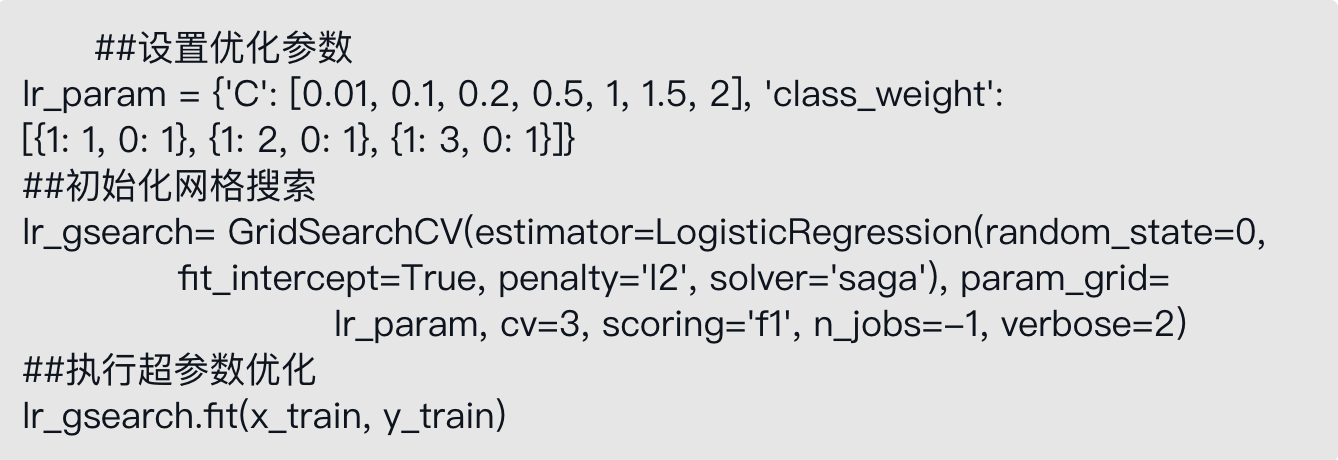 ##设置优化参数
lr_param = {'C': [0.01, 0.1, 0.2, 0.5, 1, 1.5, 2], 'class_weight':
[{1: 1, 0: 1}, {1: 2, 0: 1}, {1: 3, 0: 1}]}
##初始化网格搜索
lr_gsearch= GridSearchCV(estimator=LogisticRegression(random_state=0,
fit_intercept=True, penalty='l2', solver='saga'), param_grid=
lr_param, cv=3, scoring='f1', n_jobs=–1, verbose=2)
##执行超参数优化
lr_gsearch.fit(x_train, y_train)